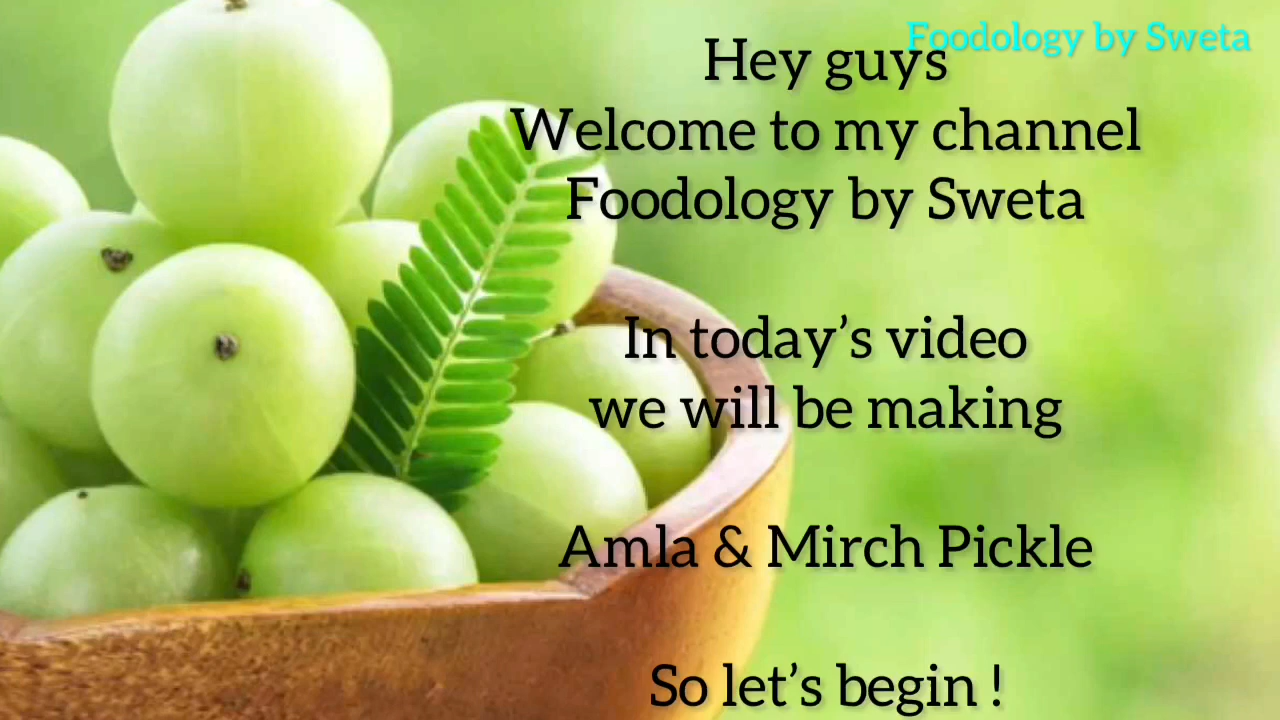 Foodology by Sweta
Hey guys
Welcome to my channel
Foodology by Sweta
In today’s video
we will be making
Amla & Mirch Pickle
So let’s begin !